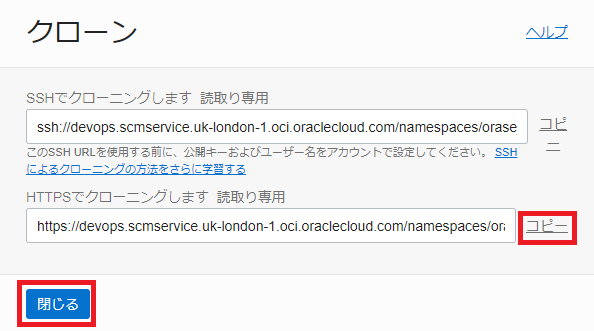 クローン
ヘルプ
SSHでクローニングします 読取り専用
ssh://devops.scmservice.uk-london-1.oci.oraclecloud.com/namespaces/orase
コピ
ー
このSSH URLを使用する前に、公開キーおよびユーザー名をアカウントで設定してください。 SSH
によるクローニングの方法をさらに学習する
HTTPSでクローニングします 読取り専用
https://devops.scmservice.uk-london-1.oci.oraclecloud.com/namespaces/ora
コピー
閉じる